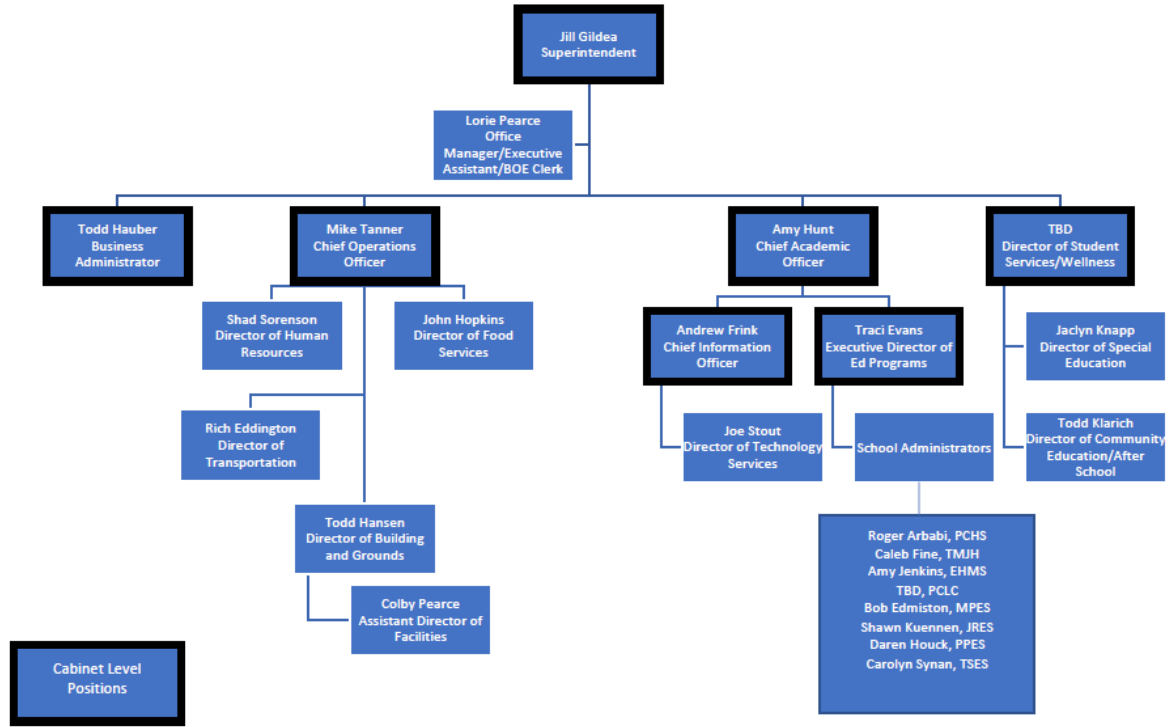 Jill Gildea
Superintendent
Lorie Pearce
Office
Manager/Executive
Assistant/BOE Clerk
Todd Hauber
Business
Administrator
Mike Tanner
Chief Operations
Officer
Amy Hunt
Chief Academic
Officer
TBD
Director of Student
Services/Wellness
Shad Sorenson
Director of Human
Resources
John Hopkins
Director of Food
Services
Andrew Frink
Chief Information
Officer
Traci Evans
Executive Director of
Ed Programs
Jaclyn Knapp
Director of Special
Education
Rich Eddington
Director of
Transportation
Joe Stout
Director of Technology
Services
School Administrators
Todd Klarich
Director of Community
Education/After
School
Todd Hansen
Director of Building
and Grounds
Colby Pearce
Assistant Director of
Facilities
Roger Arbabi, PCHS
Caleb Fine, TMJH
Amy Jenkins, EHMS
TBD, PCLC
Bob Edmiston, MPES
Shawn Kuennen, JRES
Daren Houck, PPES
Carolyn Synan, TSES
Cabinet Level
Positions